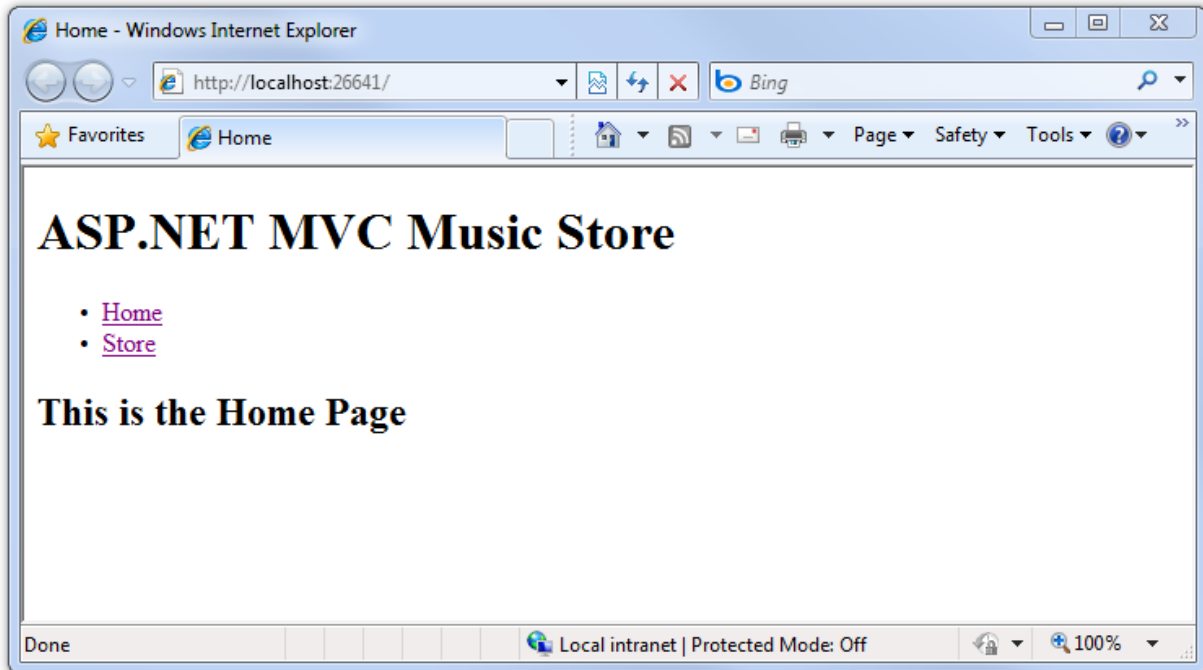 Home - Windows Internet Explorer
http://localhost:26641/
Bing
Favorites
Home
Page
Safety
Tools
ASP.NET MVC Music Store
• Home
• Store
This is the Home Page
Done
Local intranet | Protected Mode: Off
100%